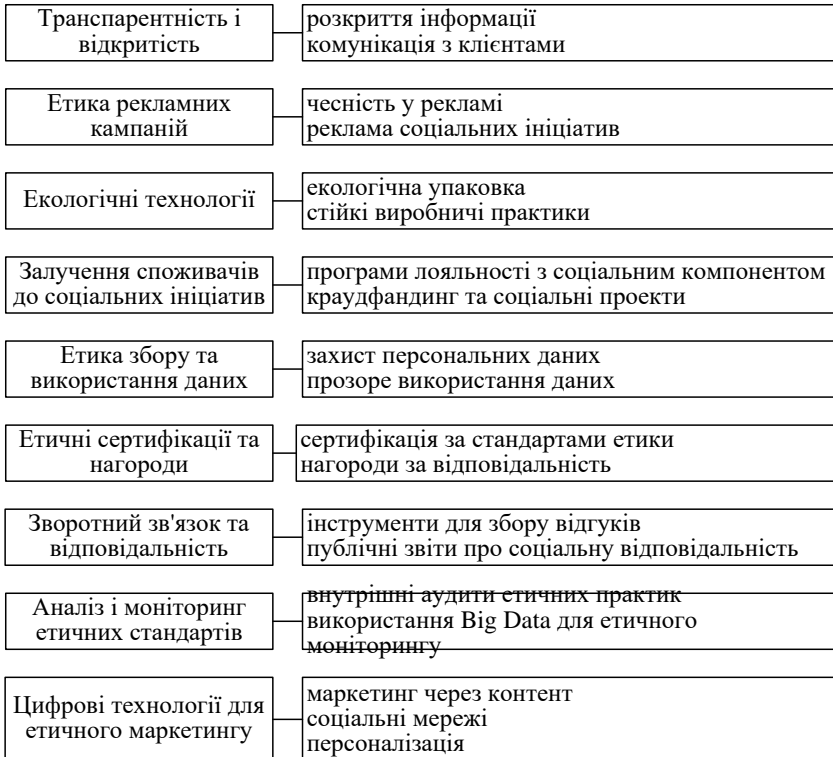 Транспарентність і
відкритість
розкриття інформації
комунікація з клієнтами
Етика рекламних
кампаній
чесність у рекламі
реклама соціальних ініціатив
Екологічні технології
екологічна упаковка
стійкі виробничі практики
Залучення споживачів
до соціальних ініціатив
програми лояльності з соціальним компонентом
краудфандинг та соціальні проекти
Етика збору та
використання даних
захист персональних даних
прозоре використання даних
Етичні сертифікації та
нагороди
сертифікація за стандартами етики
нагороди за відповідальність
Зворотний зв'язок та
відповідальність
інструменти для збору відгуків
публічні звіти про соціальну відповідальність
Аналіз і моніторинг
етичних стандартів
внутрішні аудити етичних практик
використання Big Data для етичного
моніторингу
Цифрові технології для
етичного маркетингу
маркетинг через контент
соціальні мережі
персоналізація